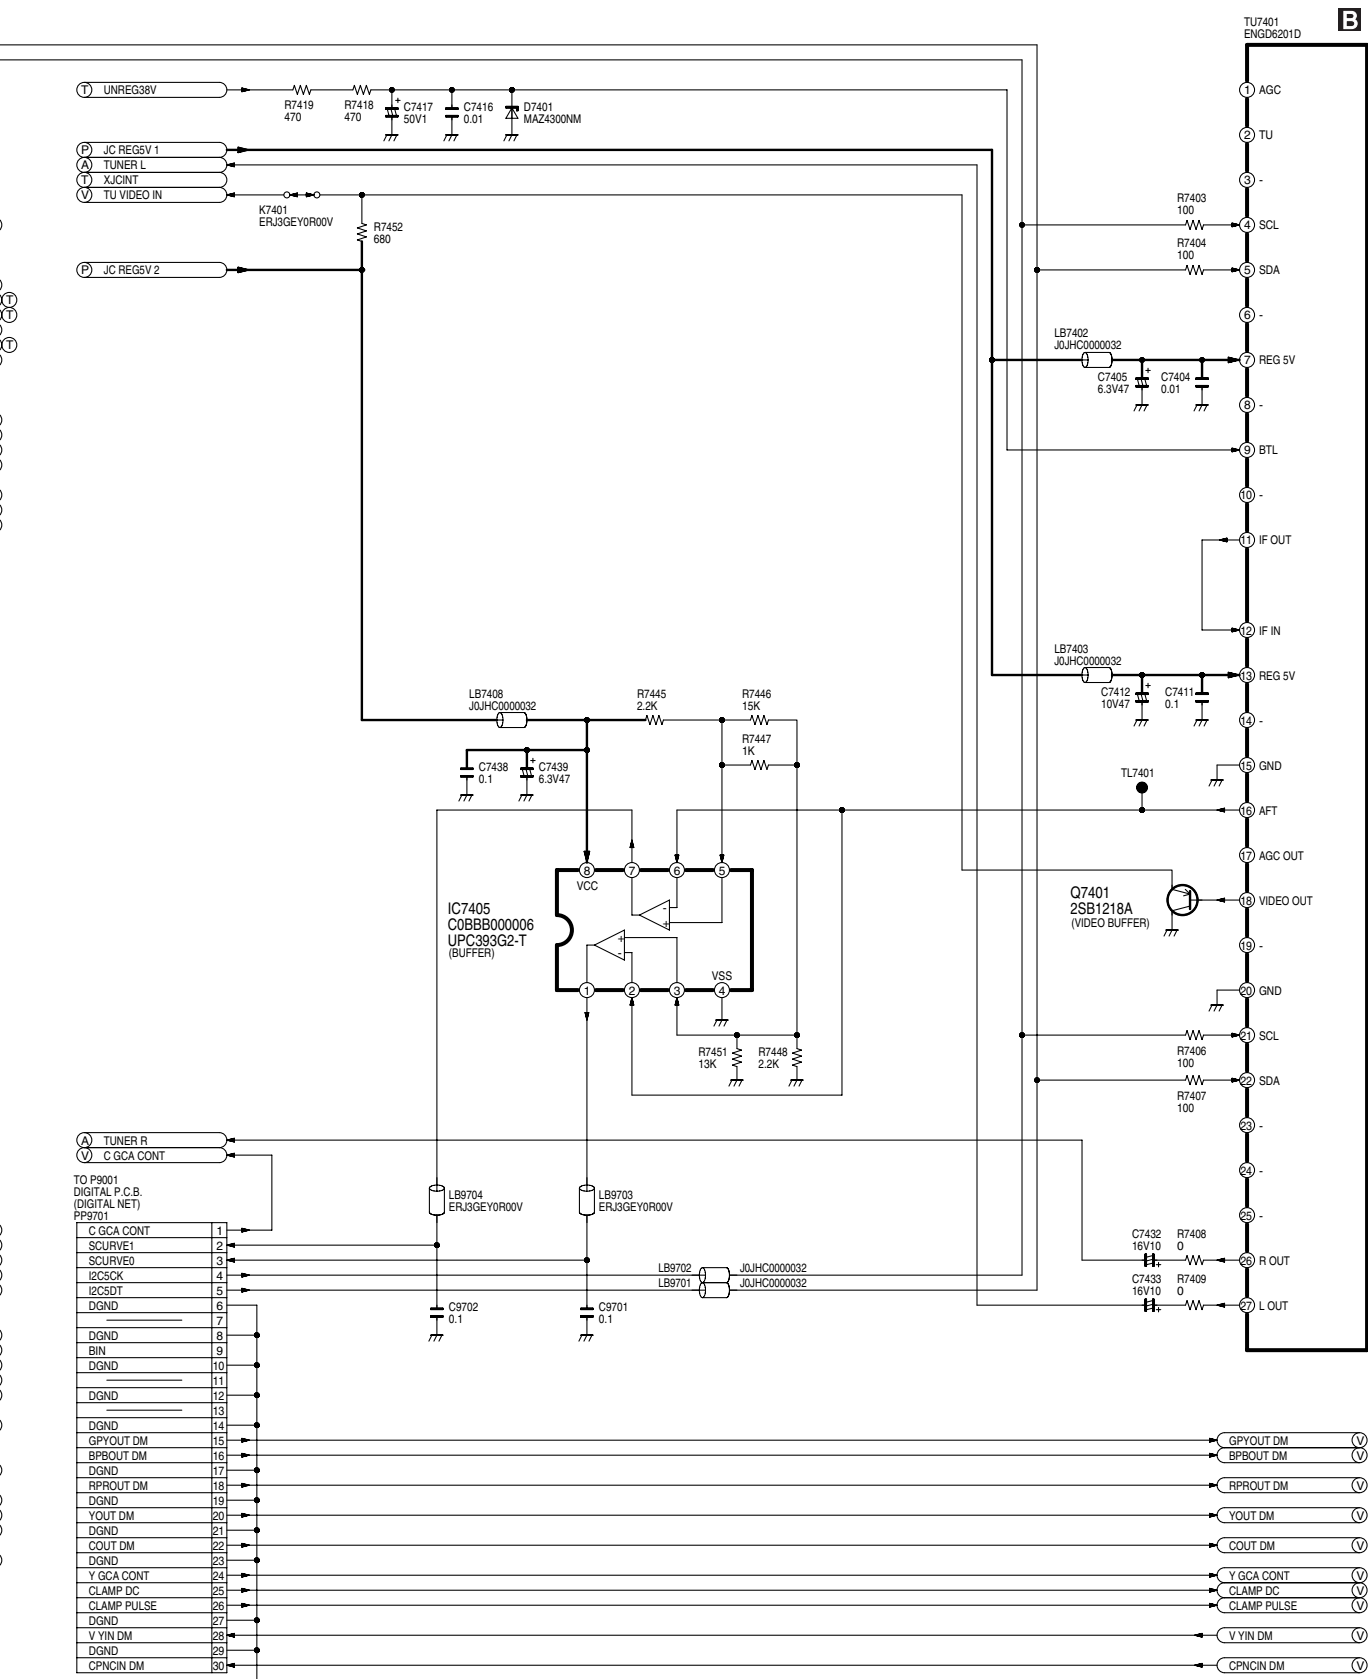 TU7401
ENGD6201D
B
T UNREG38V
R7419
470
R7418
470
+
C7417
50V1
C7416
0.01
D7401
MAZ4300NM
1 AGC
2 TU
3 -
P JC REG5V 1
A TUNER L
T XJCINT
V TU VIDEO IN
K7401
ERJ3GEY0R00V
R7452
680
P JC REG5V 2
T
T
T
R7403
100
4 SCL
R7404
100
5 SDA
6 -
LB7402
J0JHC0000032
7 REG 5V
C7405
6.3V47
+
C7404
0.01
8 -
9 BTL
10 -
11 IF OUT
12 IF IN
LB7403
J0JHC0000032
13 REG 5V
C7412
10V47
+
C7411
0.1
14 -
15 GND
TL7401
16 AFT
17 AGC OUT
18 VIDEO OUT
Q7401
2SB1218A
(VIDEO BUFFER)
19 -
20 GND
21 SCL
R7406
100
22 SDA
R7407
100
23 -
24 -
25 -
LB7408
J0JHC0000032
R7445
2.2K
R7446
15K
R7447
1K
C7438
0.1
+
C7439
6.3V47
8 7 6 5
VCC
IC7405
C0BBB000006
UPC393G2-T
(BUFFER)
-
+
+
-
VSS
1 2 3 4
R7451
13K
R7448
2.2K
A TUNER R
V C GCA CONT
TO P9001
DIGITAL P.C.B.
(DIGITAL NET)
PP9701
LB9704
ERJ3GEY0R00V
LB9703
ERJ3GEY0R00V
C7432
16V10
+
R7408
0
26 R OUT
C7433
16V10
+
R7409
0
27 L OUT
LB9702 J0JHC0000032
LB9701 J0JHC0000032
C9702
0.1
C9701
0.1
C GCA CONT 1
SCURVE1 2
SCURVE0 3
I2C5CK 4
I2C5DT 5
DGND 6
7
DGND 8
BIN 9
DGND 10
11
DGND 12
13
DGND 14
GPYOUT DM 15
BPBOUT DM 16
DGND 17
RPROUT DM 18
DGND 19
YOUT DM 20
DGND 21
COUT DM 22
DGND 23
Y GCA CONT 24
CLAMP DC 25
CLAMP PULSE 26
DGND 27
V YIN DM 28
DGND 29
CPNCIN DM 30
GPYOUT DM V
BPBOUT DM V
RPROUT DM V
YOUT DM V
COUT DM V
Y GCA CONT V
CLAMP DC V
CLAMP PULSE V
V YIN DM V
CPNCIN DM V